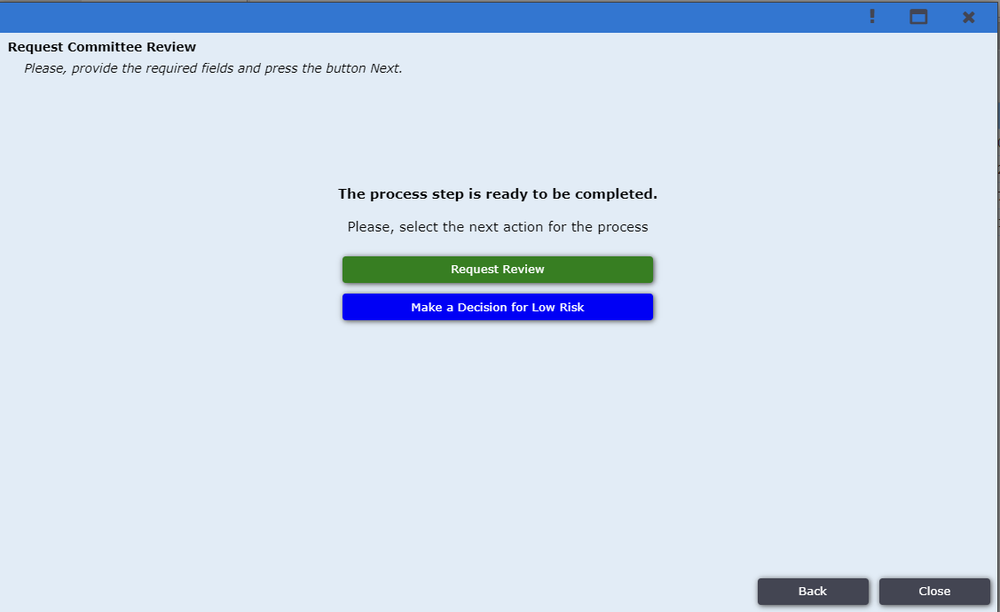 Request Committee Review
Please, provide the required fields and press the button Next.
The process step is ready to be completed.
Please, select the next action for the process
Request Review
Make a Decision for Low Risk
Back
Close